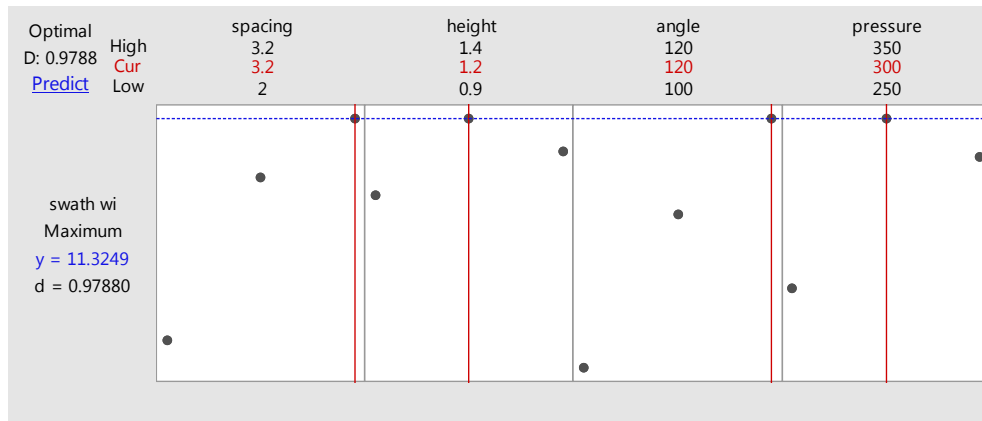 Optimal
D: 0.9788
Predict
High
Cur
Low
spacing
3.2
3.2
2
height
1.4
1.2
0.9
angle
120
120
100
pressure
350
300
250
swath wi
Maximum
y = 11.3249
d = 0.97880